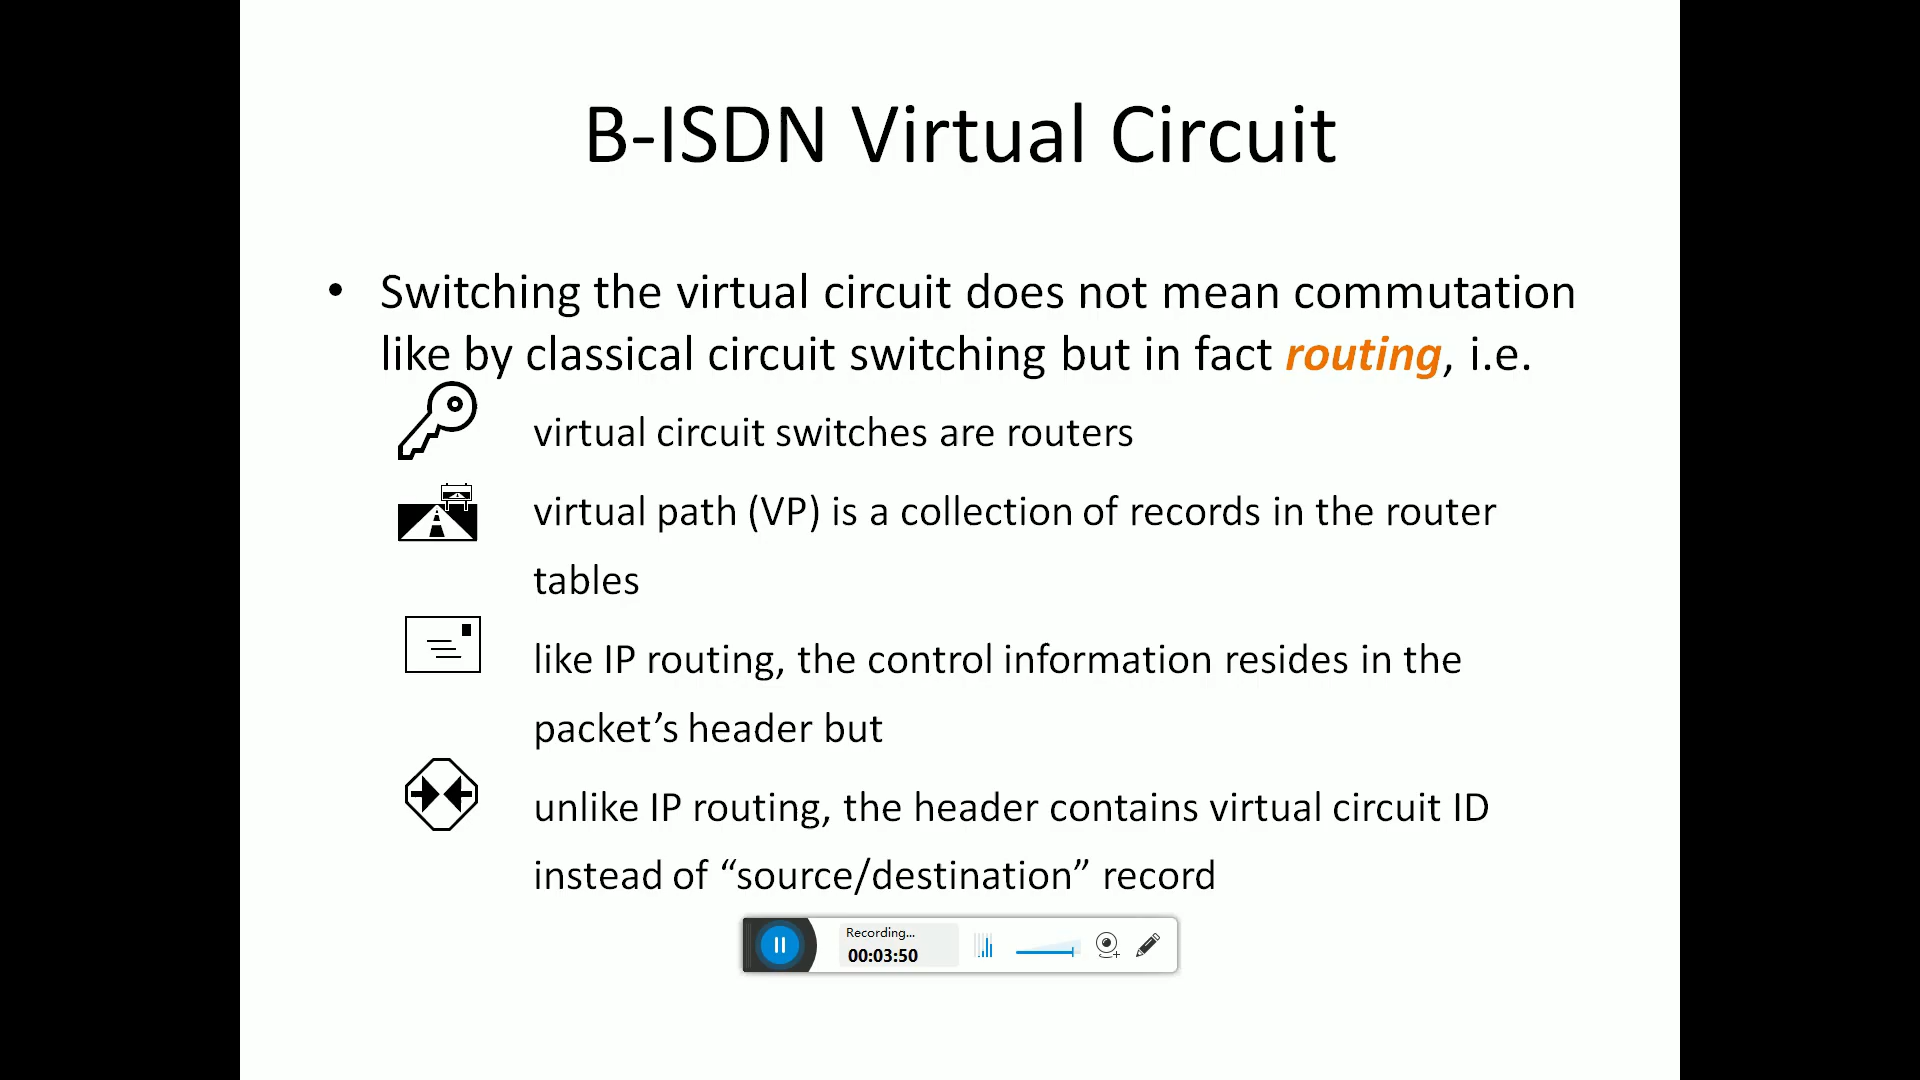 B-ISDN Virtual Circuit
• Switching the virtual circuit does not mean commutation
like by classical circuit switching but in fact routing, i.e.
virtual circuit switches are routers
virtual path (VP) is a collection of records in the router
tables
like IP routing, the control information resides in the
packet’s header but
unlike IP routing, the header contains virtual circuit ID
instead of “source/destination” record
Recording...
00:03:50